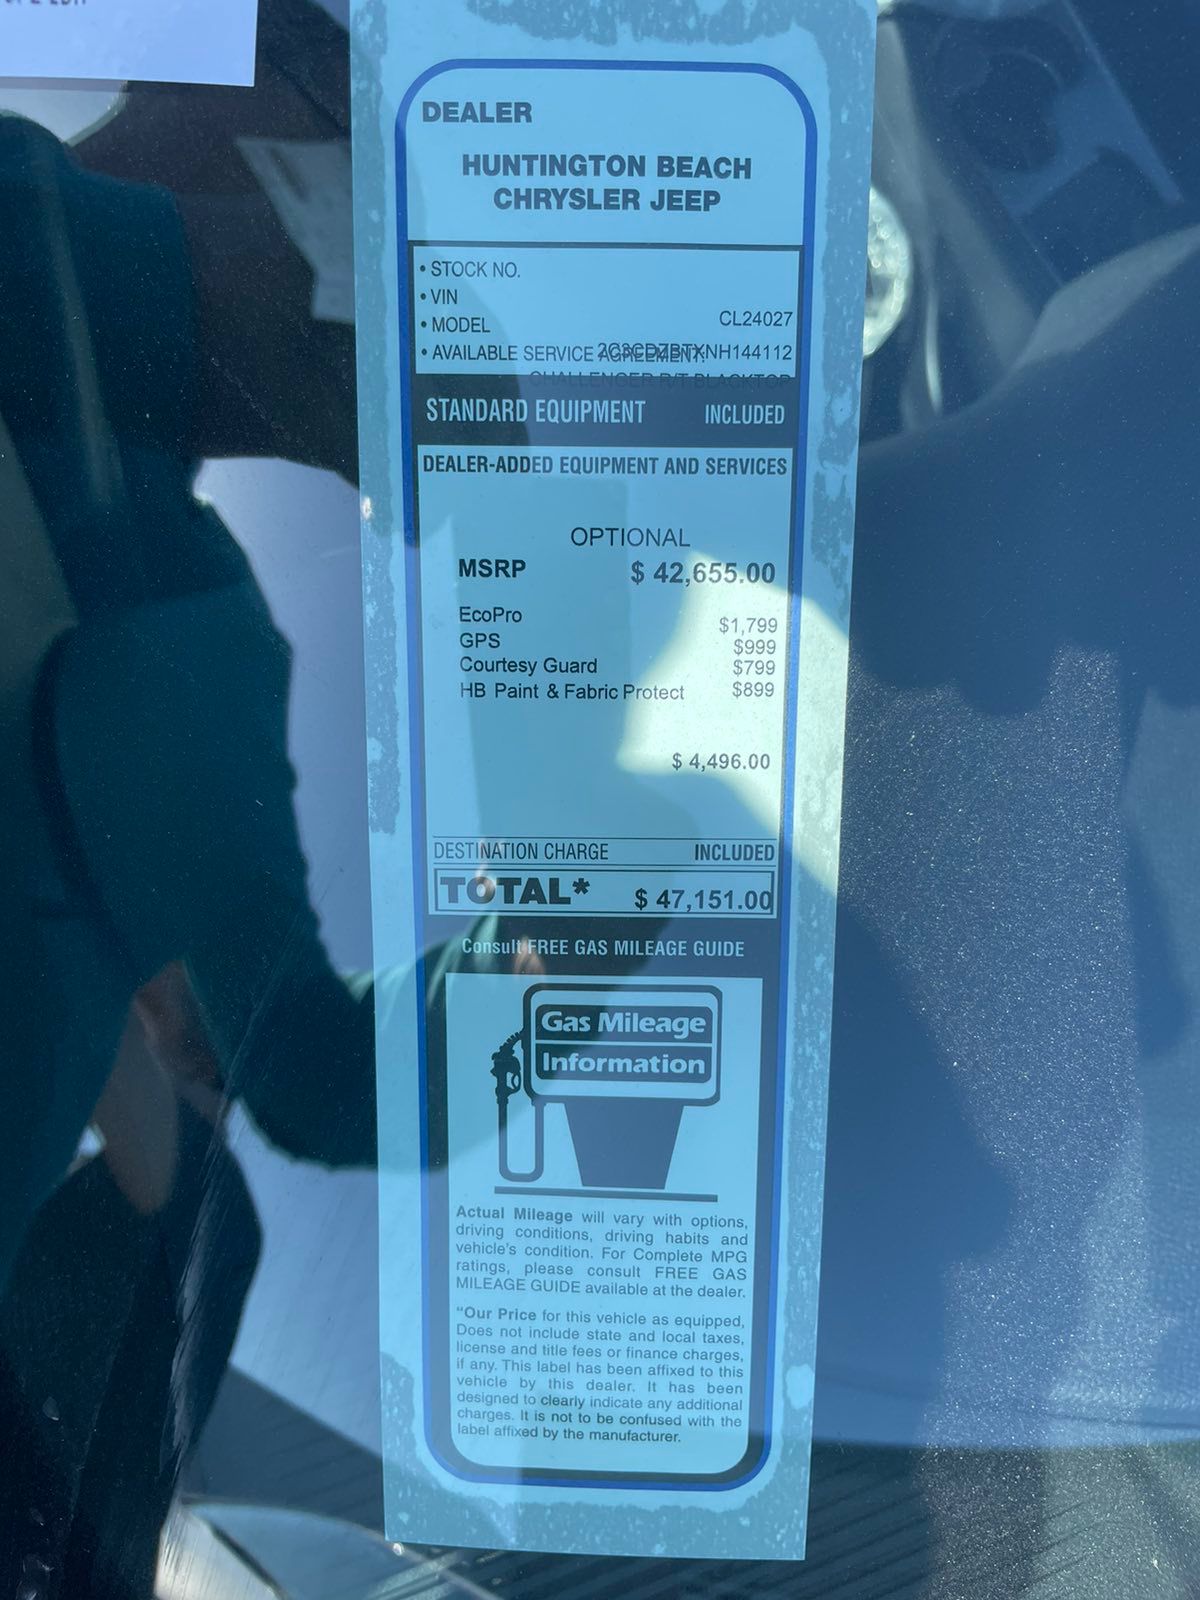 DEALER
HUNTINGTON BEACH
CHRYSLER JEEP
• STOCK NO.
• VIN
CL24027
• MODEL
• AVAILABLE SERVICE AGREEMENT:
NH144112
CHALLENGER R/T BLACKTOP
STANDARD EQUIPMENT INCLUDED
DEALER-ADDED EQUIPMENT AND SERVICES
OPTIONAL
MSRP $ 42,655.00
EcoPro $1,799
GPS $999
Courtesy Guard $799
HB Paint & Fabric Protect $899
$ 4,496.00
DESTINATION CHARGE INCLUDED
TOTAL* $ 47,151.00
Consult FREE GAS MILEAGE GUIDE
Gas Mileage
Information
Actual Mileage will vary with options,
driving conditions, driving habits and
vehicle's condition. For Complete MPG
ratings, please consult FREE GAS
MILEAGE GUIDE available at the dealer.
"Our Price for this vehicle as equipped,
Does not include state and local taxes,
license and title fees or finance charges,
if any. This label has been affixed to this
vehicle by this dealer. It has been
designed to clearly indicate any additional
charges. It is not to be confused with the
label affixed by the manufacturer.